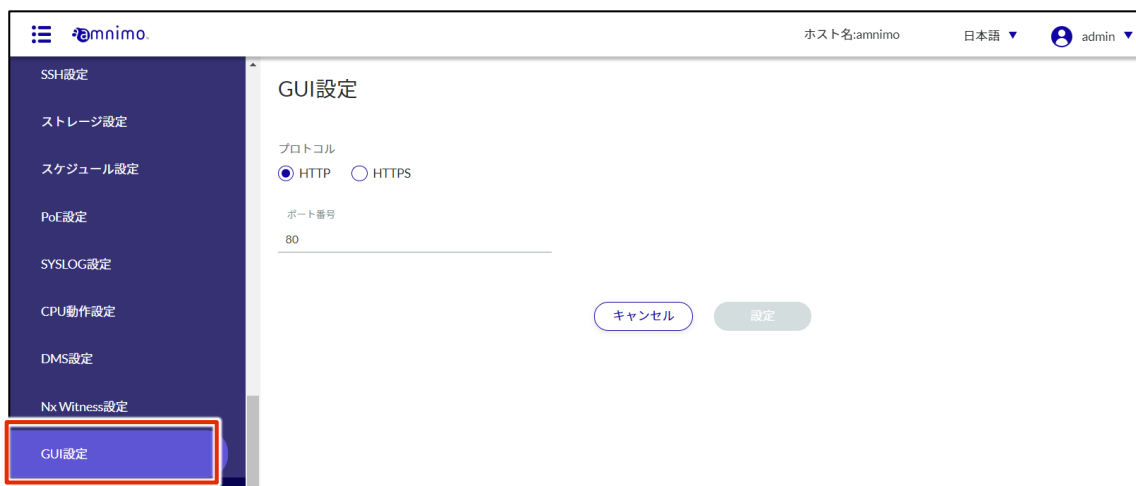 amnimo.
ホスト名:amnimo
日本語 ▼
admin ▼
SSH設定
ストレージ設定
スケジュール設定
PoE設定
SYSLOG設定
CPU動作設定
DMS設定
Nx Witness設定
GUI設定
GUI設定
プロトコル
HTTP HTTPS
ポート番号
80
キャンセル 設定